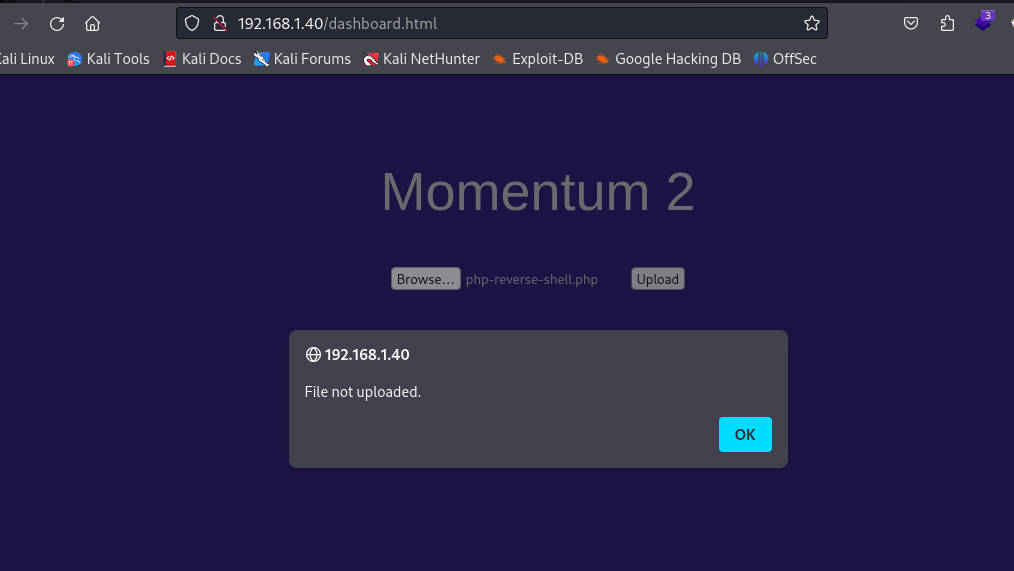 192.168.1.40/dashboard.html
3
ali Linux Kali Tools Kali Docs Kali Forums Kali NetHunter Exploit-DB Google Hacking DB OffSec
Momentum 2
Browse... php-reverse-shell.php Upload
192.168.1.40
File not uploaded.
OK